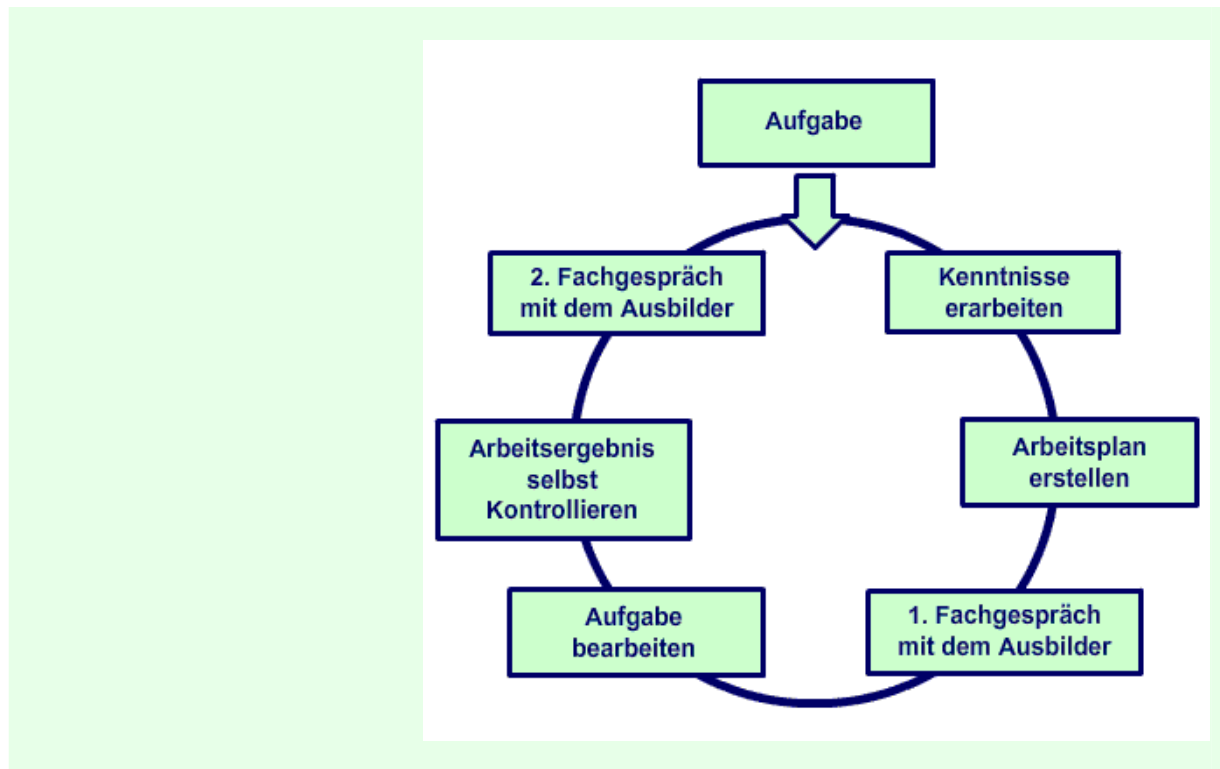 Aufgabe
2. Fachgespräch
mit dem Ausbilder
Kenntnisse
erarbeiten
Arbeitsergebnis
selbst
Kontrollieren
Arbeitsplan
erstellen
Aufgabe
bearbeiten
1. Fachgespräch
mit dem Ausbilder